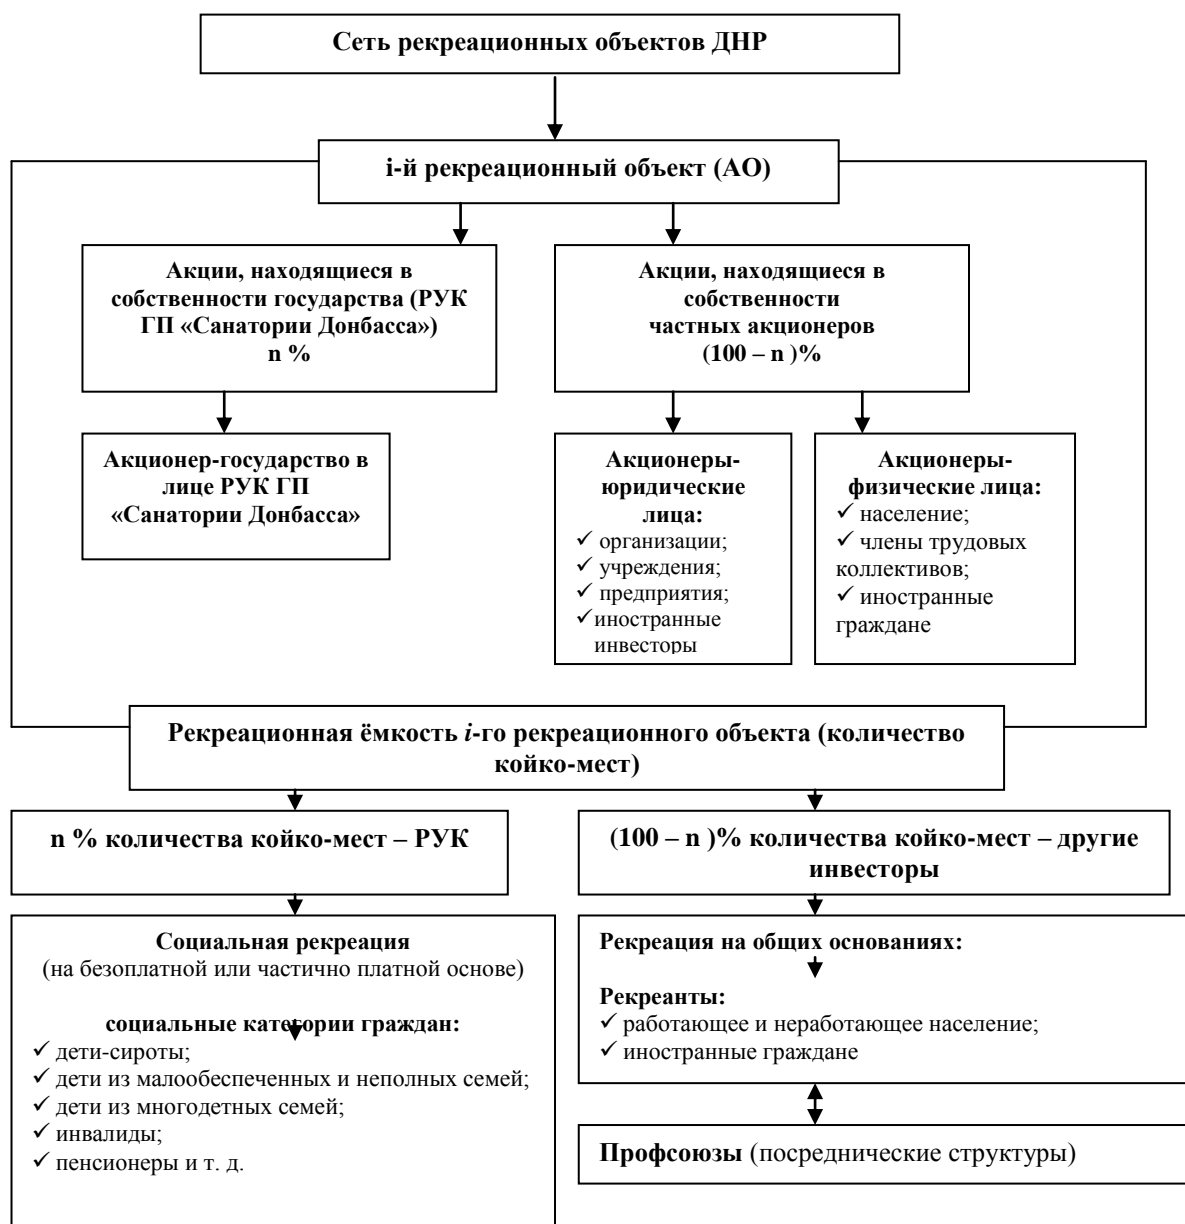 Сеть рекреационных объектов ДНР
i-й рекреационный объект (АО)
Акции, находящиеся в
собственности государства (РУК
ГП «Санатории Донбасса»)
n %
Акции, находящиеся в
собственности
частных акционеров
(100 – n )%
Акционер-государство в
лице РУК ГП
«Санатории Донбасса»
Акционеры-
юридические
лица:
✓ организации;
✓ учреждения;
✓ предприятия;
✓иностранные
инвесторы
Акционеры-
физические лица:
✓ население;
✓ члены трудовых
коллективов;
✓ иностранные
граждане
Рекреационная ёмкость i-го рекреационного объекта (количество
койко-мест)
n % количества койко-мест – РУК
(100 – n )% количества койко-мест – другие
инвесторы
Социальная рекреация
(на безоплатной или частично платной основе)
социальные категории граждан:
✓ дети-сироты;
✓ дети из малообеспеченных и неполных семей;
✓ дети из многодетных семей;
✓ инвалиды;
✓ пенсионеры и т. д.
Рекреация на общих основаниях:
Рекреанты:
✓ работающее и неработающее население;
✓ иностранные граждане
Профсоюзы (посреднические структуры)